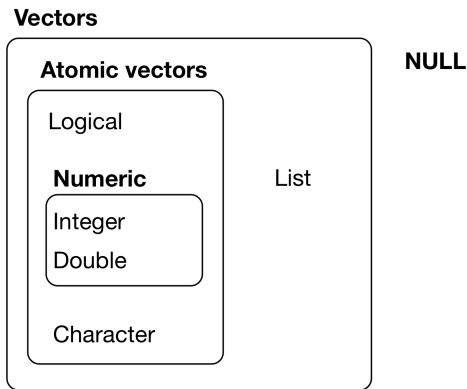 Vectors
NULL
Atomic vectors
Logical
Numeric
List
Integer
Double
Character